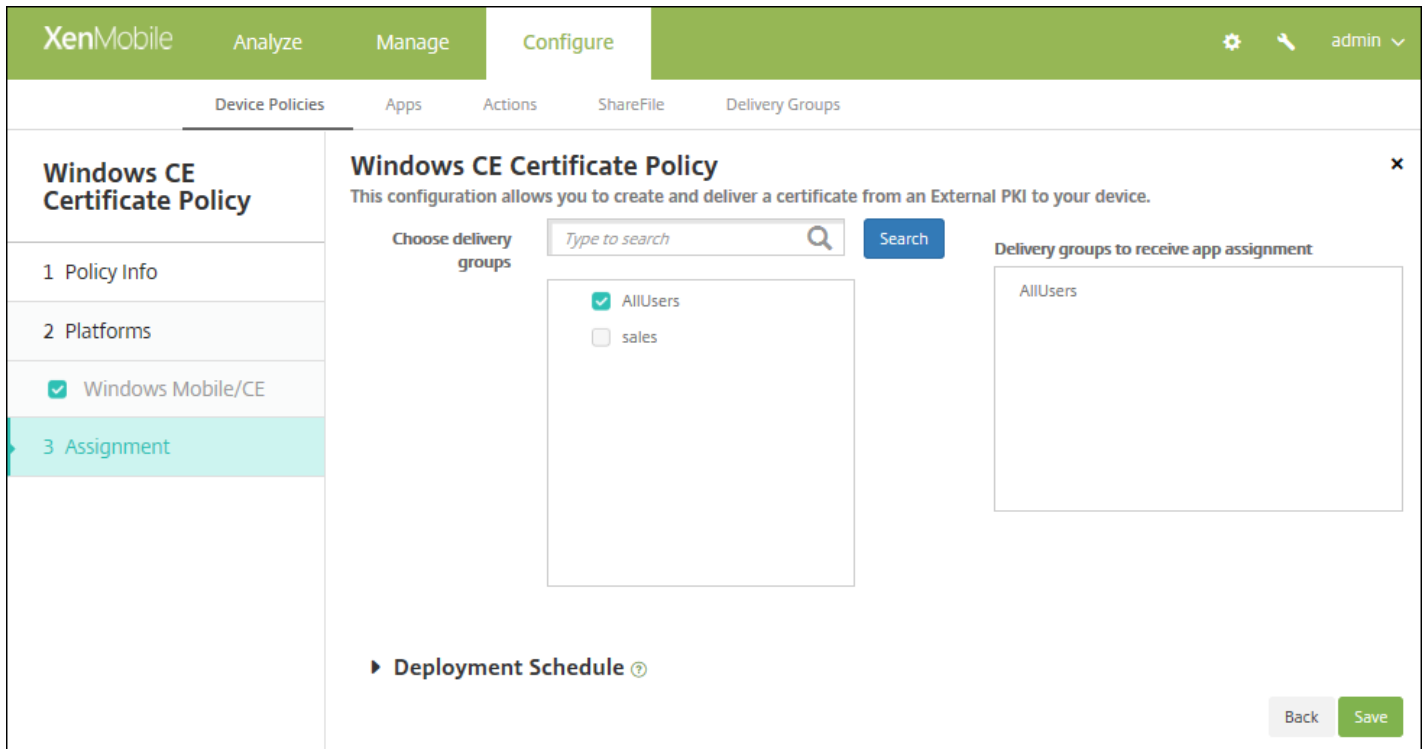 XenMobile Analyze Manage Configure admin
Device Policies Apps Actions ShareFile Delivery Groups
Windows CE
Certificate Policy
1 Policy Info
2 Platforms
Windows Mobile/CE
3 Assignment
Windows CE Certificate Policy
This configuration allows you to create and deliver a certificate from an External PKI to your device.
Choose delivery
groups
Type to search
Search
AllUsers
sales
Delivery groups to receive app assignment
AllUsers
Deployment Schedule ?
Back Save